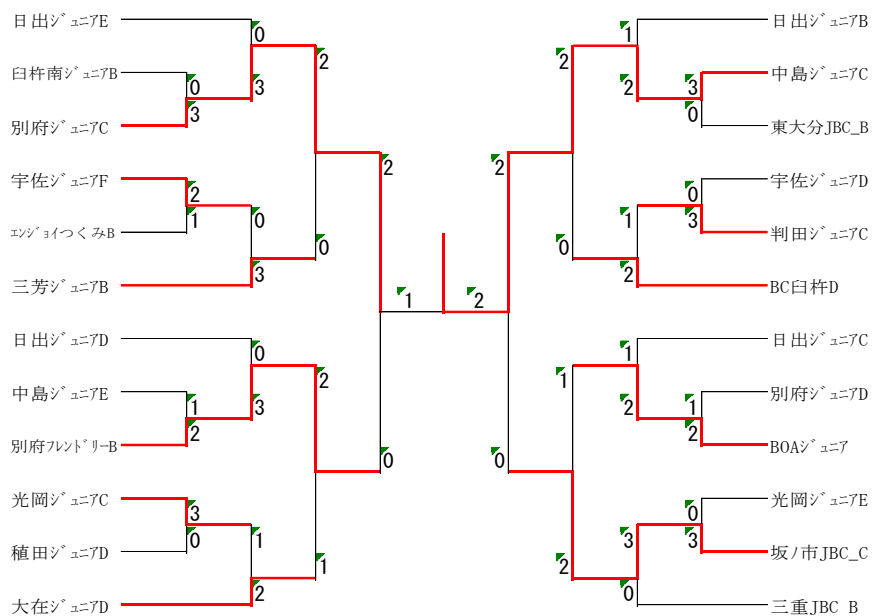 日出ジュニアE
0
2
臼杵南ジュニアB
0
3
3
別府ジュニアC
2
宇佐ジュニアF
2
1
0
0
エンジョイつくみB
3
三芳ジュニアB
1
日出ジュニアD
0
2
中島ジュニアE
1
3
2
別府フレンドリーB
0
光岡ジュニアC
3
0
1
1
稙田ジュニアD
2
大在ジュニアD
日出ジュニアB
1
2
2
中島ジュニアC
3
0
東大分JBC_B
2
宇佐ジュニアD
0
1
3
0
判田ジュニアC
2
BC臼杵D
2
日出ジュニアC
1
1
2
別府ジュニアD
1
2
BOAジュニア
0
光岡ジュニアE
0
3
3
2
坂ノ市JBC_C
0
三重JBC_B